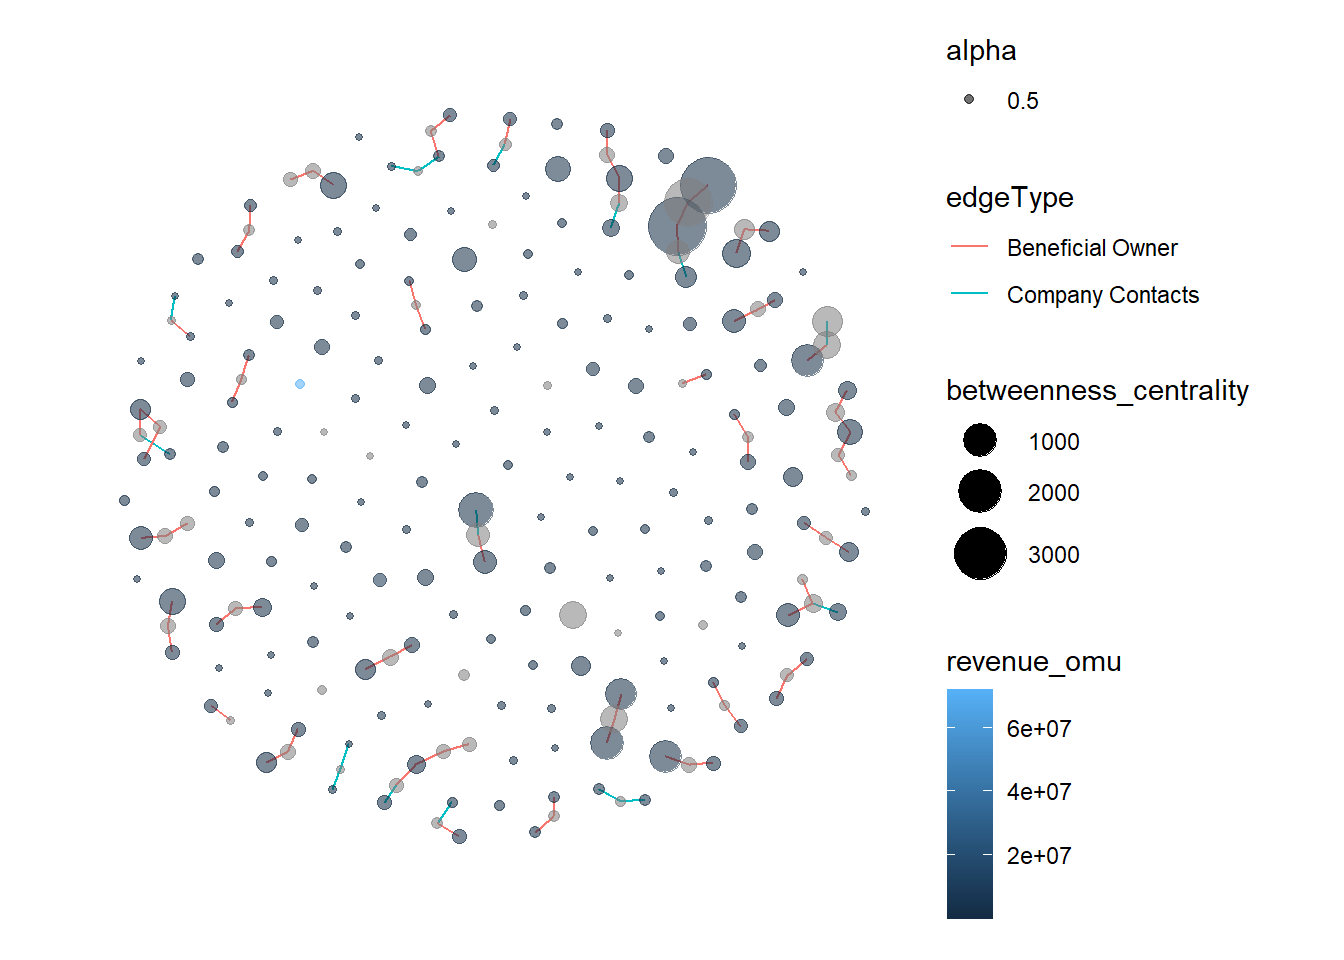 alpha
0.5
edgeType
Beneficial Owner
Company Contacts
betweenness_centrality
1000
2000
3000
revenue_omu
6e+07
4e+07
2e+07